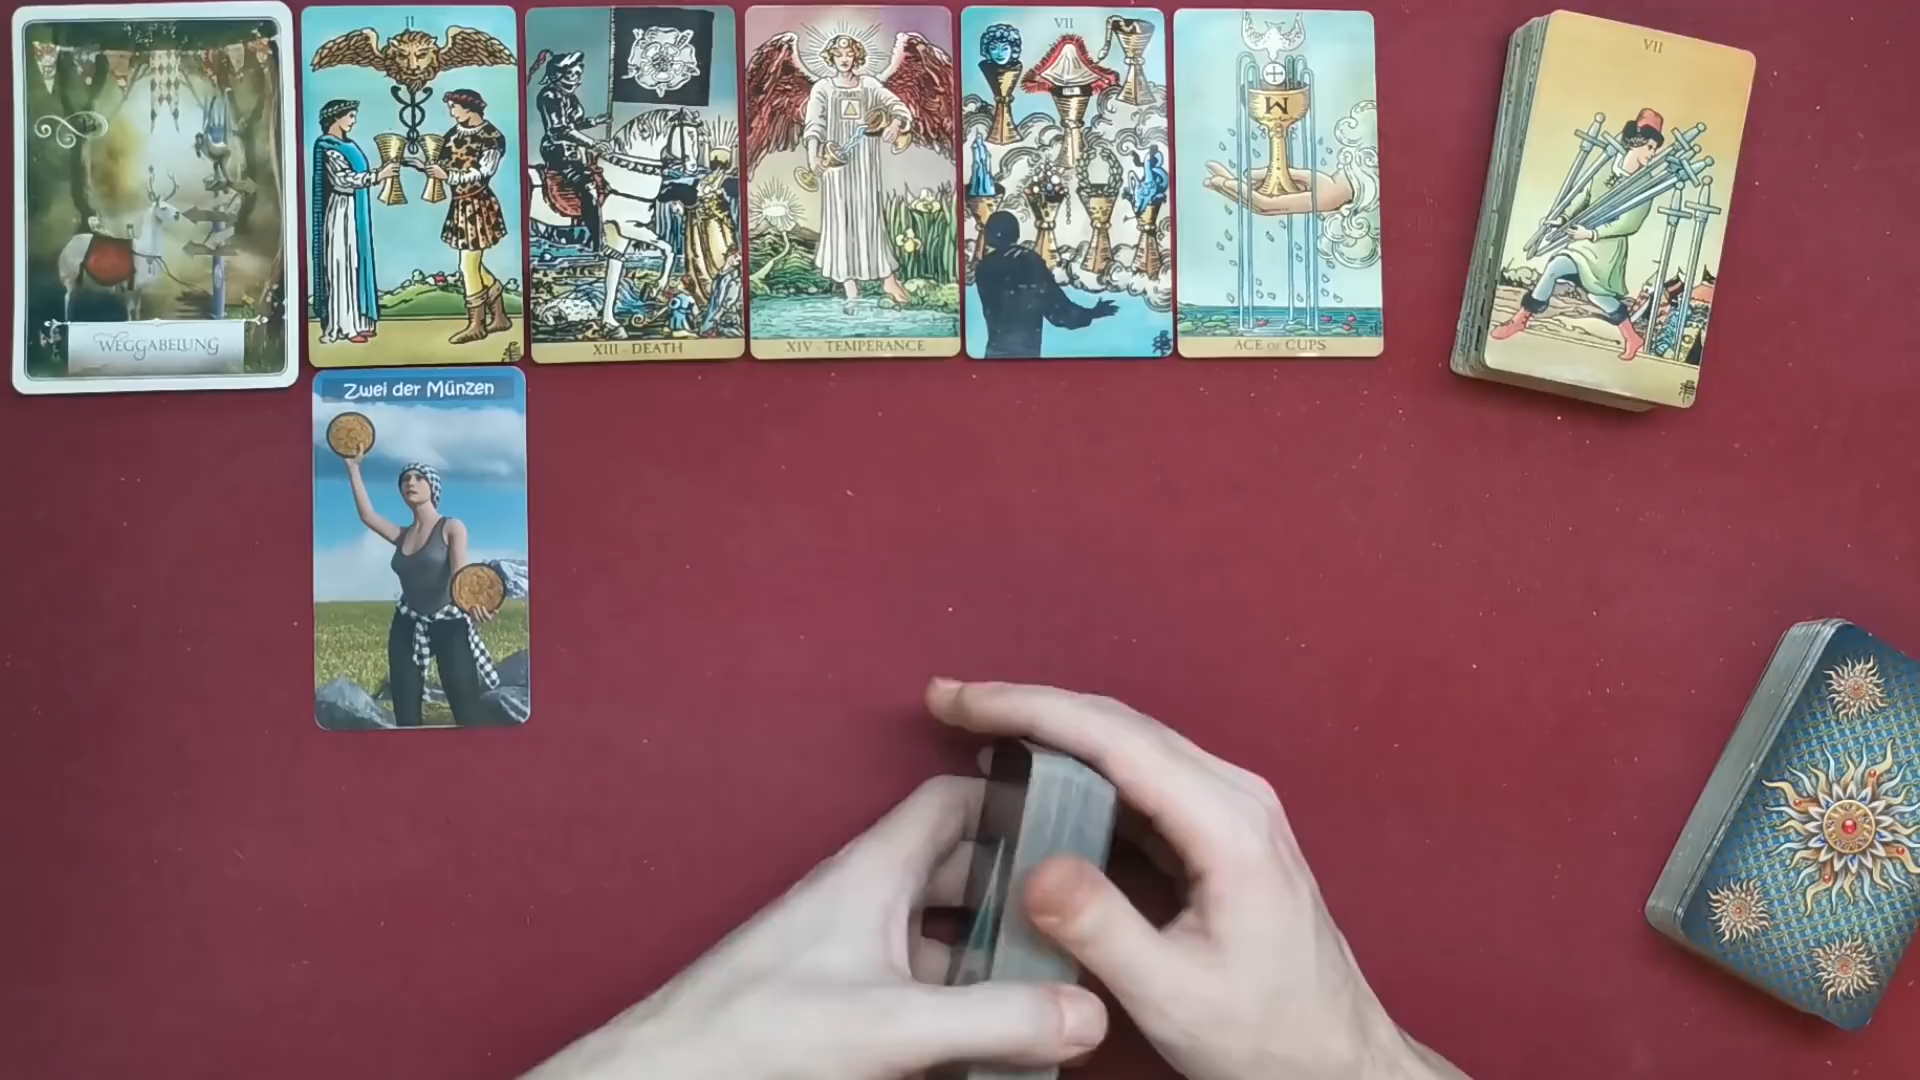 WEGGABELUNG
II
XIII - DEATH
XIV - TEMPERANCE
VII
ACE OF CUPS
VII
Zwei der Münzen